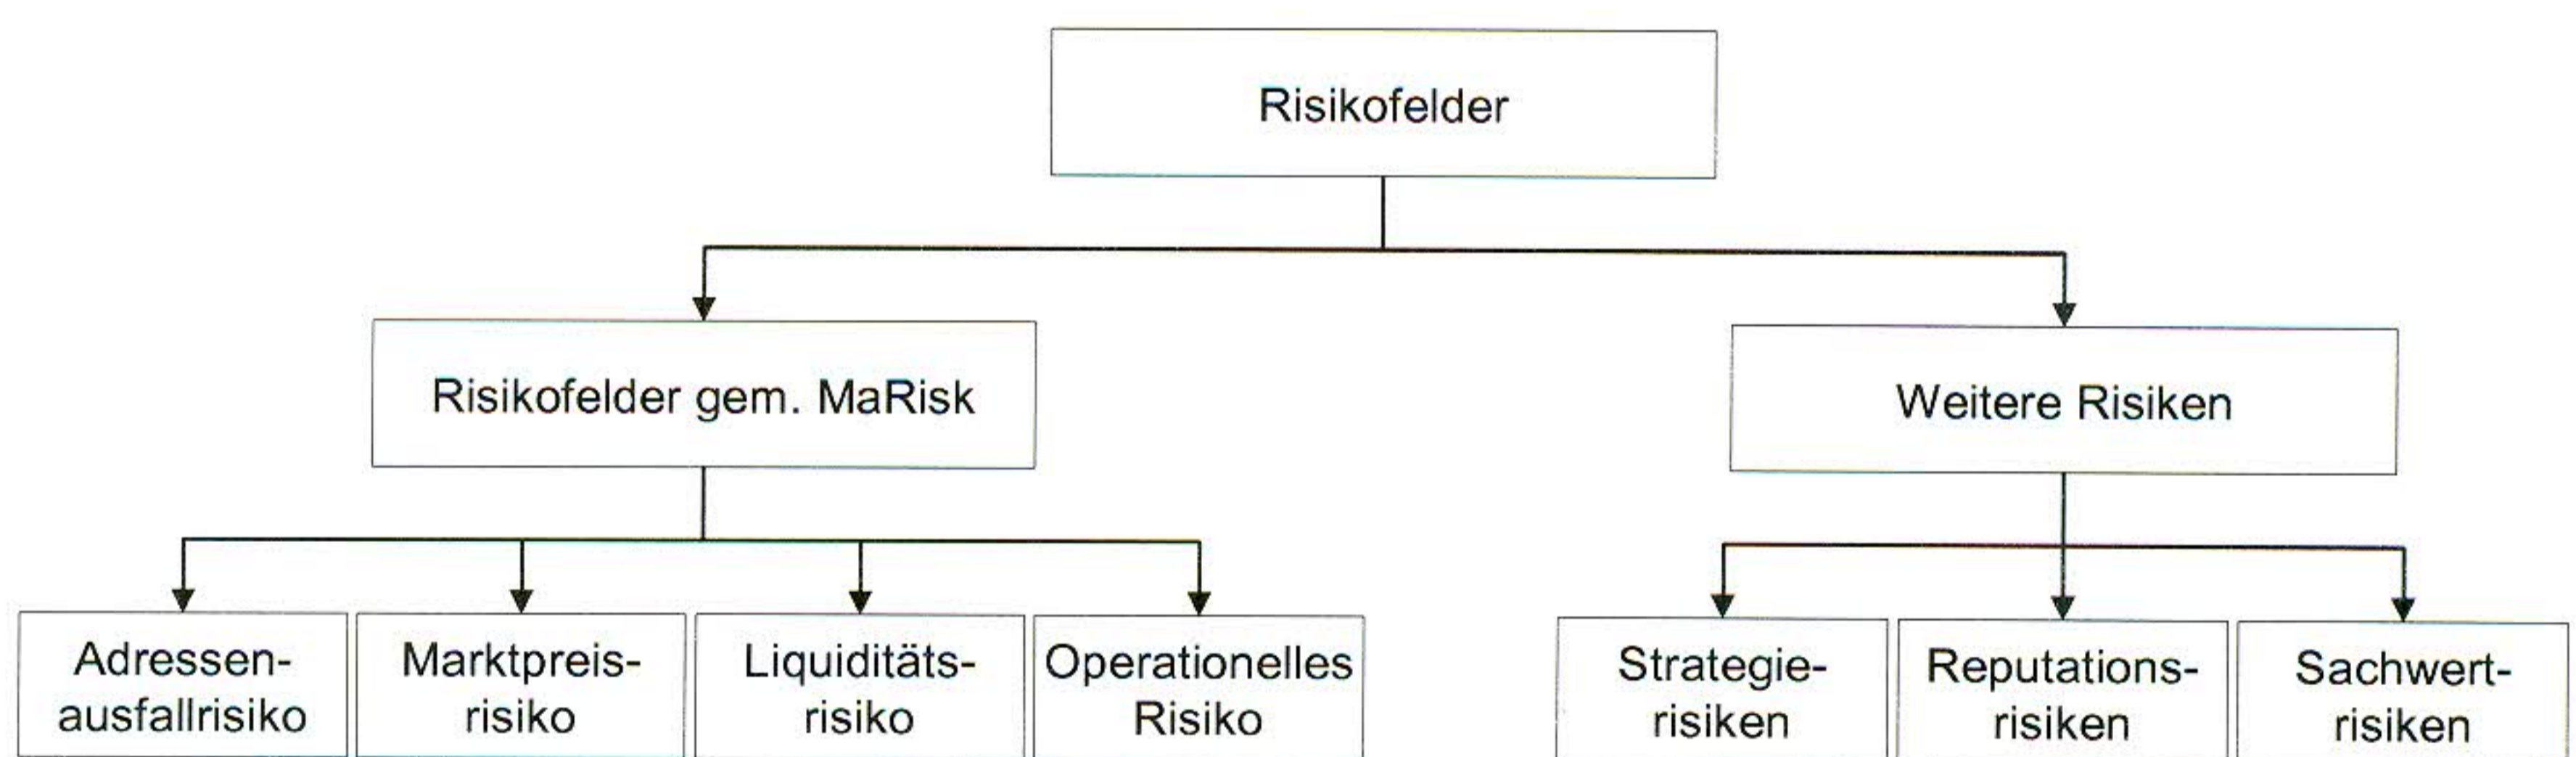 Risikofelder
Risikofelder gem. MaRisk
Weitere Risiken
Adressen-
ausfallrisiko
Marktpreis-
risiko
Liquiditäts-
risiko
Operationelles
Risiko
Strategie-
risiken
Reputations-
risiken
Sachwert-
risiken